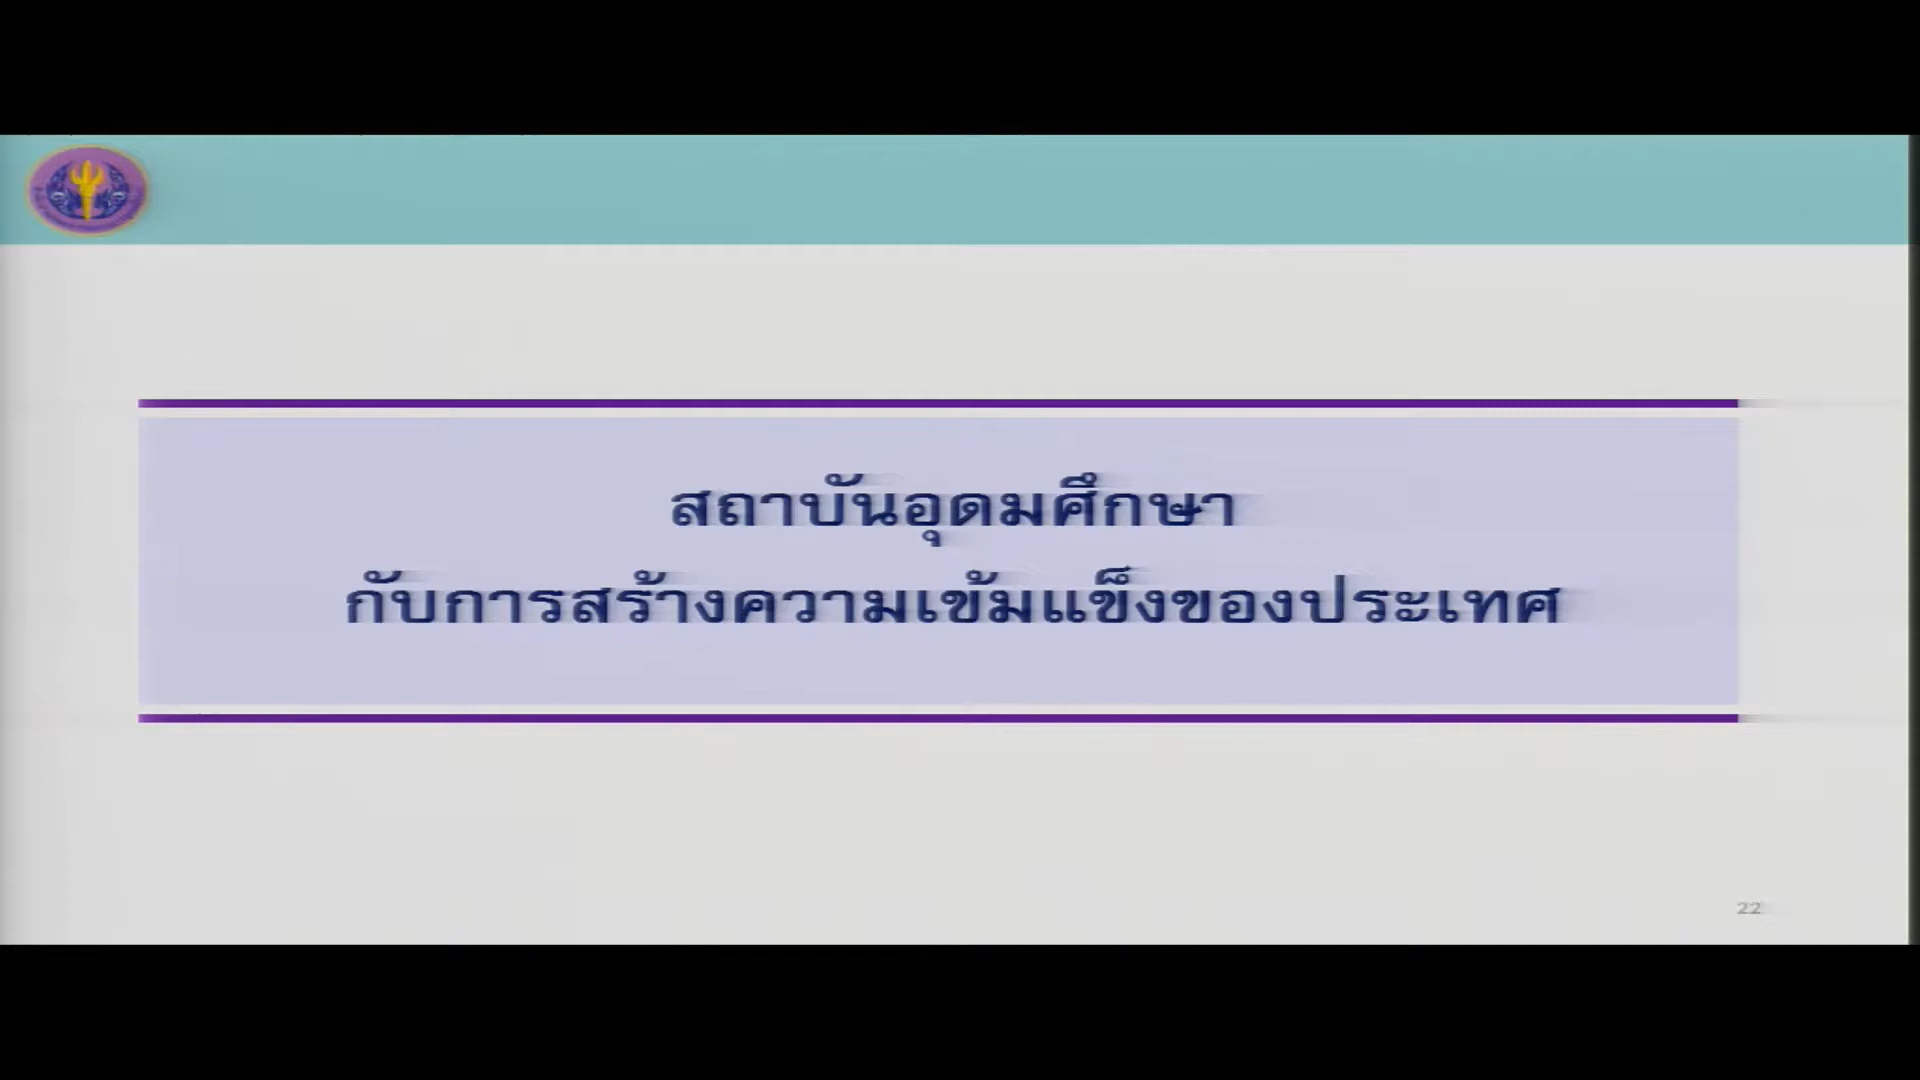 สถาบันอุดมศึกษา
กับการสร้างความเข้มแข็งของประเทศ
22